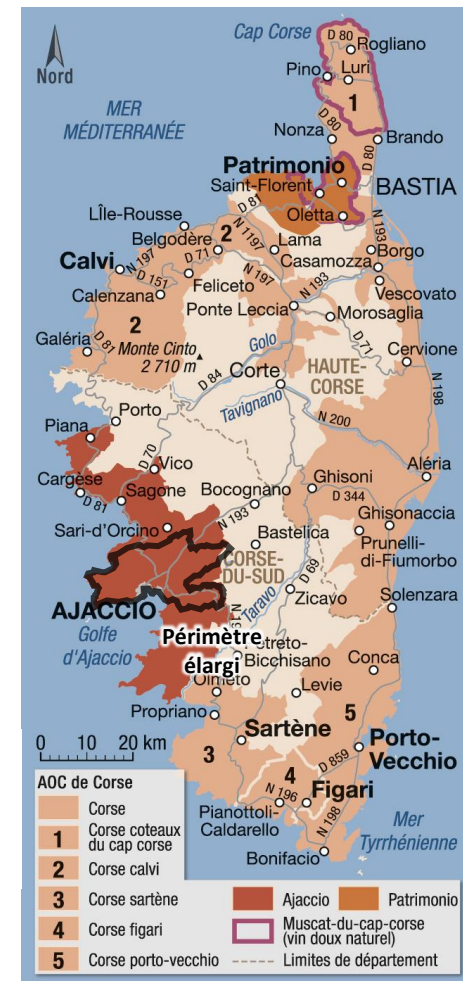 Cap Corse
D 80
Rogliano
Nord
Pino
Luri
MER
MÉDITERRANÉE
1
D 80
Nonza
D 80
Brando
Patrimonio
Saint-Florent
BASTIA
D 81
Oletta
Île-Rousse
N 193
Belgodère
2
N 1197
Lama
Borgo
Calvi
N 197
D 71
Casamozza
D 151
Feliceto
N 197
N 193
Vescovato
Calenzana
Ponte Leccia
Morosaglia
2
Galéria
D 81
Monte Cinto
2 710 m
Golo
D 71
Cervione
D 84
Corte
HAUTE-
CORSE
N 198
Porto
Tavignano
N 200
Piana
D 70
Vico
Aléria
Cargèse
Ghisoni
D 81
Sagone
Bocognano
D 344
N 193
Ghisonaccia
Sari-d'Orcino
Bastelica
Prunelli-
di-Fiumorbo
CORSE-
DU-SUD
D 69
AJACCIO
Taravo
Zicavo
Solenzara
Golfe
d'Ajaccio
Périmètre
élargi
Bicchisano
Conca
Olmeto
Levie
Propriano
5
Sartène
0 10 20 km
3
D 859
Porto-
Vecchio
4
N 196
Figari
Pianottoli-
Caldarello
N 198
Mer
Tyrrhénienne
Bonifacio
AOC de Corse
Corse
1 Corse coteaux
du cap corse
2 Corse calvi
3 Corse sartène
4 Corse figari
5 Corse porto-vecchio
Ajaccio
Patrimonio
Muscat-du-cap-corse
(vin doux naturel)
Limites de département